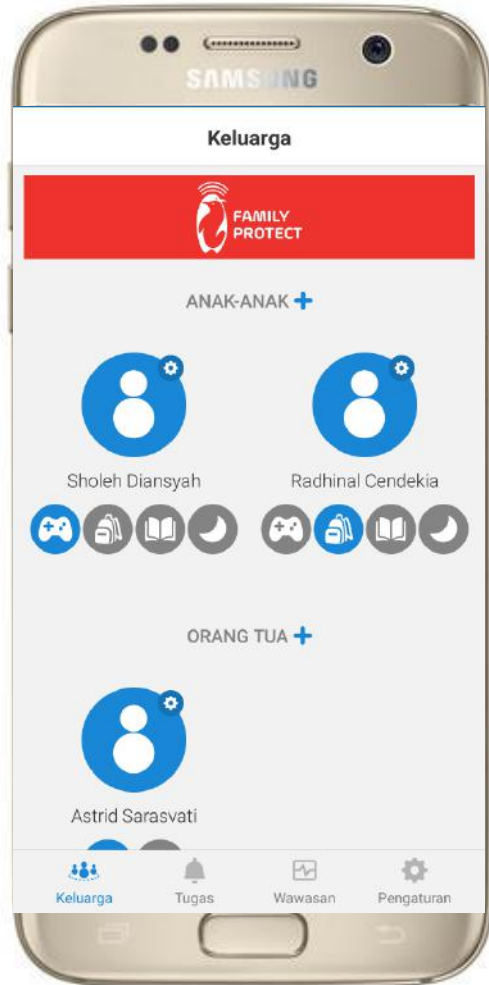 SAMSUNG
Keluarga
FAMILY
PROTECT
ANAK-ANAK
Sholeh Diansyah
Radhinal Cendekia
ORANG TUA
Astrid Sarasvati
Keluarga
Tugas
Wawasan
Pengaturan